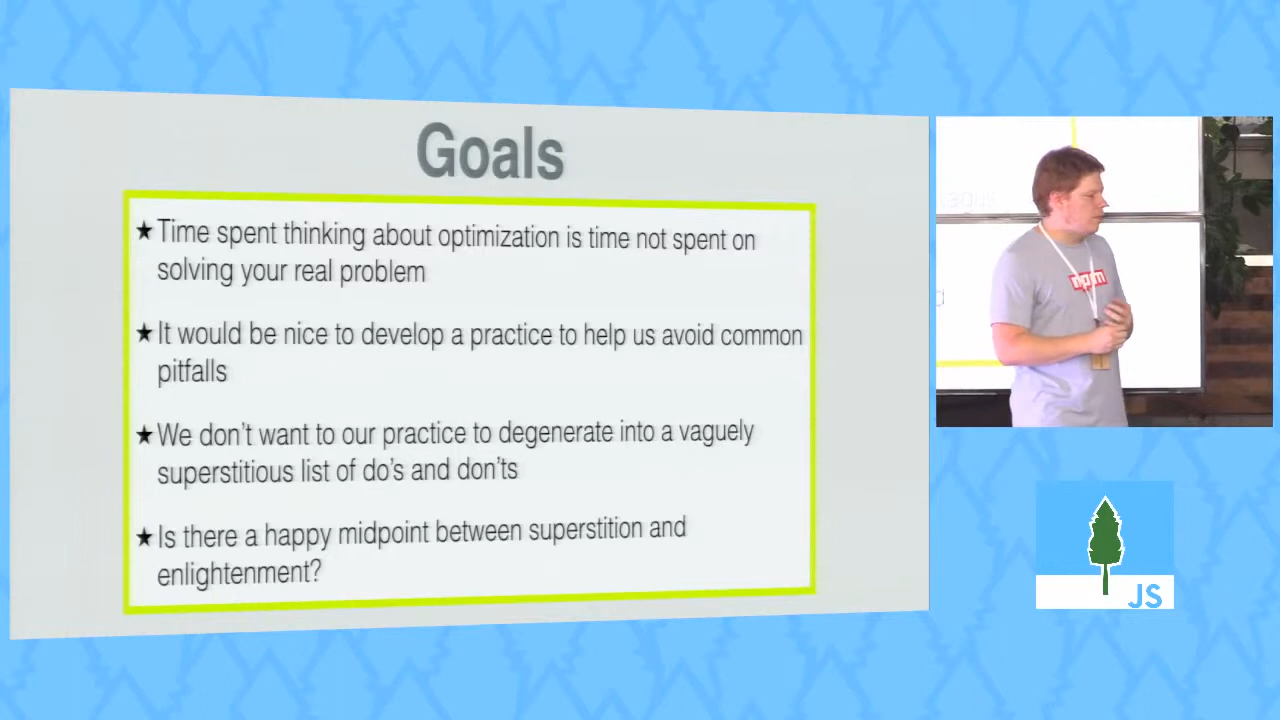 Goals
★Time spent thinking about optimization is time not spent on
solving your real problem
★It would be nice to develop a practice to help us avoid common
pitfalls
★We don't want to our practice to degenerate into a vaguely
superstitious list of do's and don'ts
★Is there a happy midpoint between superstition and
enlightenment?
npm
JS